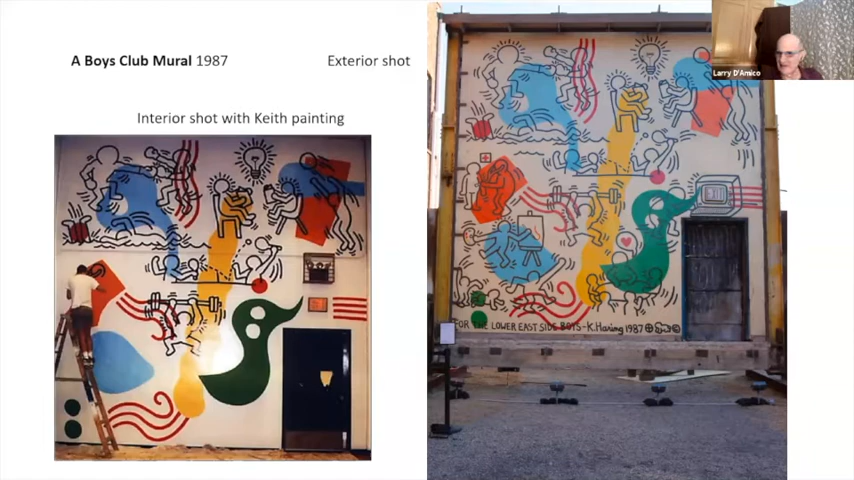 A Boys Club Mural 1987
Exterior shot
Interior shot with Keith painting
Larry D'Amico
FOR THE LOWER EAST SIDE BOYS-K.Haring 1987